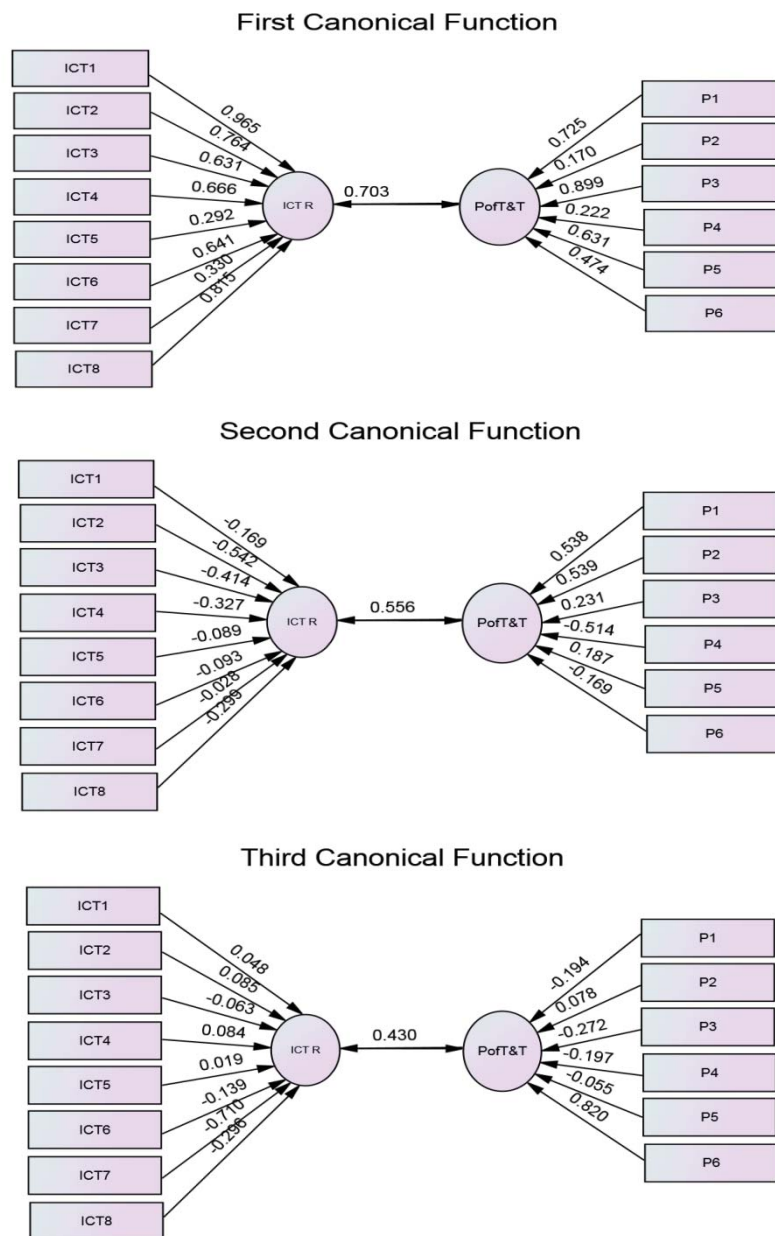 First Canonical Function
ICT1
ICT2
ICT3
ICT4
ICT5
ICT6
ICT7
ICT8
0.965
0.764
0.631
0.666
0.292
0.641
0.330
0.815
ICT R
0.703
PofT&T
0.725
0.170
0.899
0.222
0.631
0.474
P1
P2
P3
P4
P5
P6
Second Canonical Function
ICT1
ICT2
ICT3
ICT4
ICT5
ICT6
ICT7
ICT8
-0.169
-0.542
-0.414
-0.327
-0.089
-0.093
-0.028
-0.299
ICT R
0.556
PofT&T
0.538
0.539
0.231
-0.514
0.187
-0.169
P1
P2
P3
P4
P5
P6
Third Canonical Function
ICT1
ICT2
ICT3
ICT4
ICT5
ICT6
ICT7
ICT8
0.048
0.085
-0.063
0.084
0.019
-0.139
-0.710
-0.296
ICT R
0.430
PofT&T
-0.194
0.078
-0.272
-0.197
-0.055
0.820
P1
P2
P3
P4
P5
P6